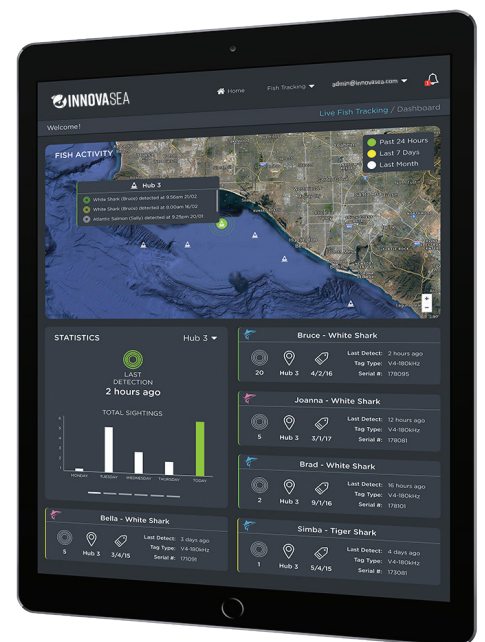 INNOVASEA
Home
Fish Tracking
admin@innovasea.com
Live Fish Tracking / Dashboard
Welcome!
FISH ACTIVITY
Past 24 Hours
Last 7 Days
Last Month
Hub 3
White Shark (Bruce) detected at 9.56am 21/02
White Shark (Bruce) detected at 8.00am 16/02
Atlantic Salmon (Sally) detected at 9.29pm 20/01
+
-
STATISTICS
Hub 3
LAST
DETECTION
2 hours ago
TOTAL SIGHTINGS
MONDAY
TUESDAY
WEDNESDAY
THURSDAY
TODAY
Bruce - White Shark
20
Hub 3
4/2/16
Last Detect: 2 hours ago
Tag Type: V4-180kHz
Serial #: 178095
Joanna - White Shark
5
Hub 3
3/1/17
Last Detect: 12 hours ago
Tag Type: V4-180kHz
Serial #: 178081
Brad - White Shark
2
Hub 3
9/1/16
Last Detect: 16 hours ago
Tag Type: V4-180kHz
Serial #: 178101
Bella - White Shark
5
Hub 3
3/4/15
Last Detect: 3 days ago
Tag Type: V4-180kHz
Serial #: 171091
Simba - Tiger Shark
1
Hub 3
5/4/15
Last Detect: 4 days ago
Tag Type: V4-180kHz
Serial #: 173081